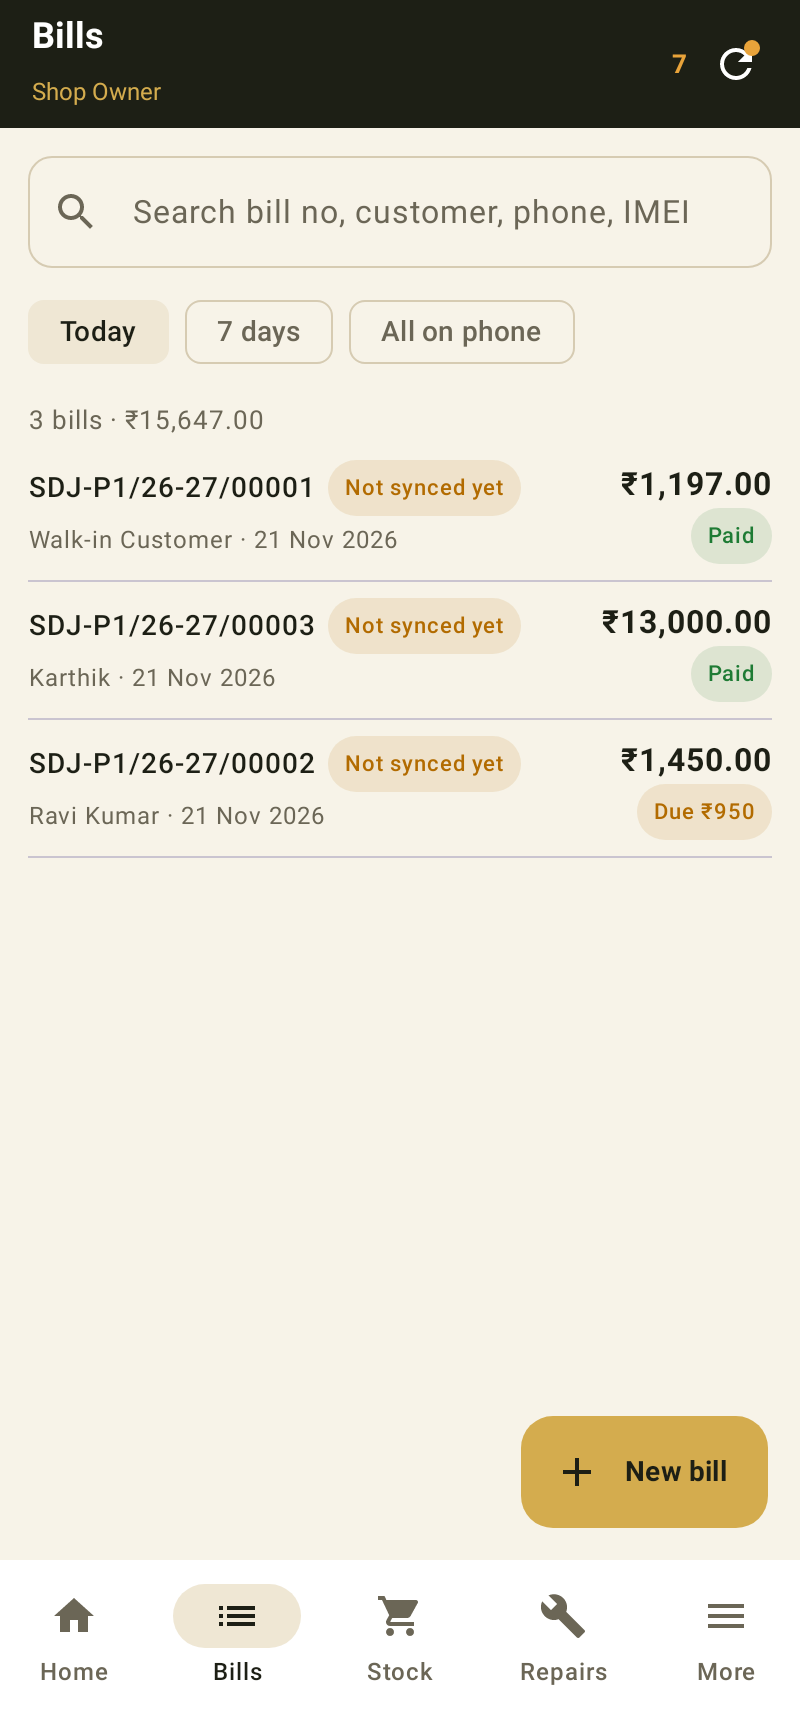 Bills
Shop Owner
7
Search bill no, customer, phone, IMEI
Today
7 days
All on phone
3 bills · ₹15,647.00
SDJ-P1/26-27/00001 Not synced yet ₹1,197.00
Walk-in Customer · 21 Nov 2026 Paid
SDJ-P1/26-27/00003 Not synced yet ₹13,000.00
Karthik · 21 Nov 2026 Paid
SDJ-P1/26-27/00002 Not synced yet ₹1,450.00
Ravi Kumar · 21 Nov 2026 Due ₹950
New bill
Home
Bills
Stock
Repairs
More